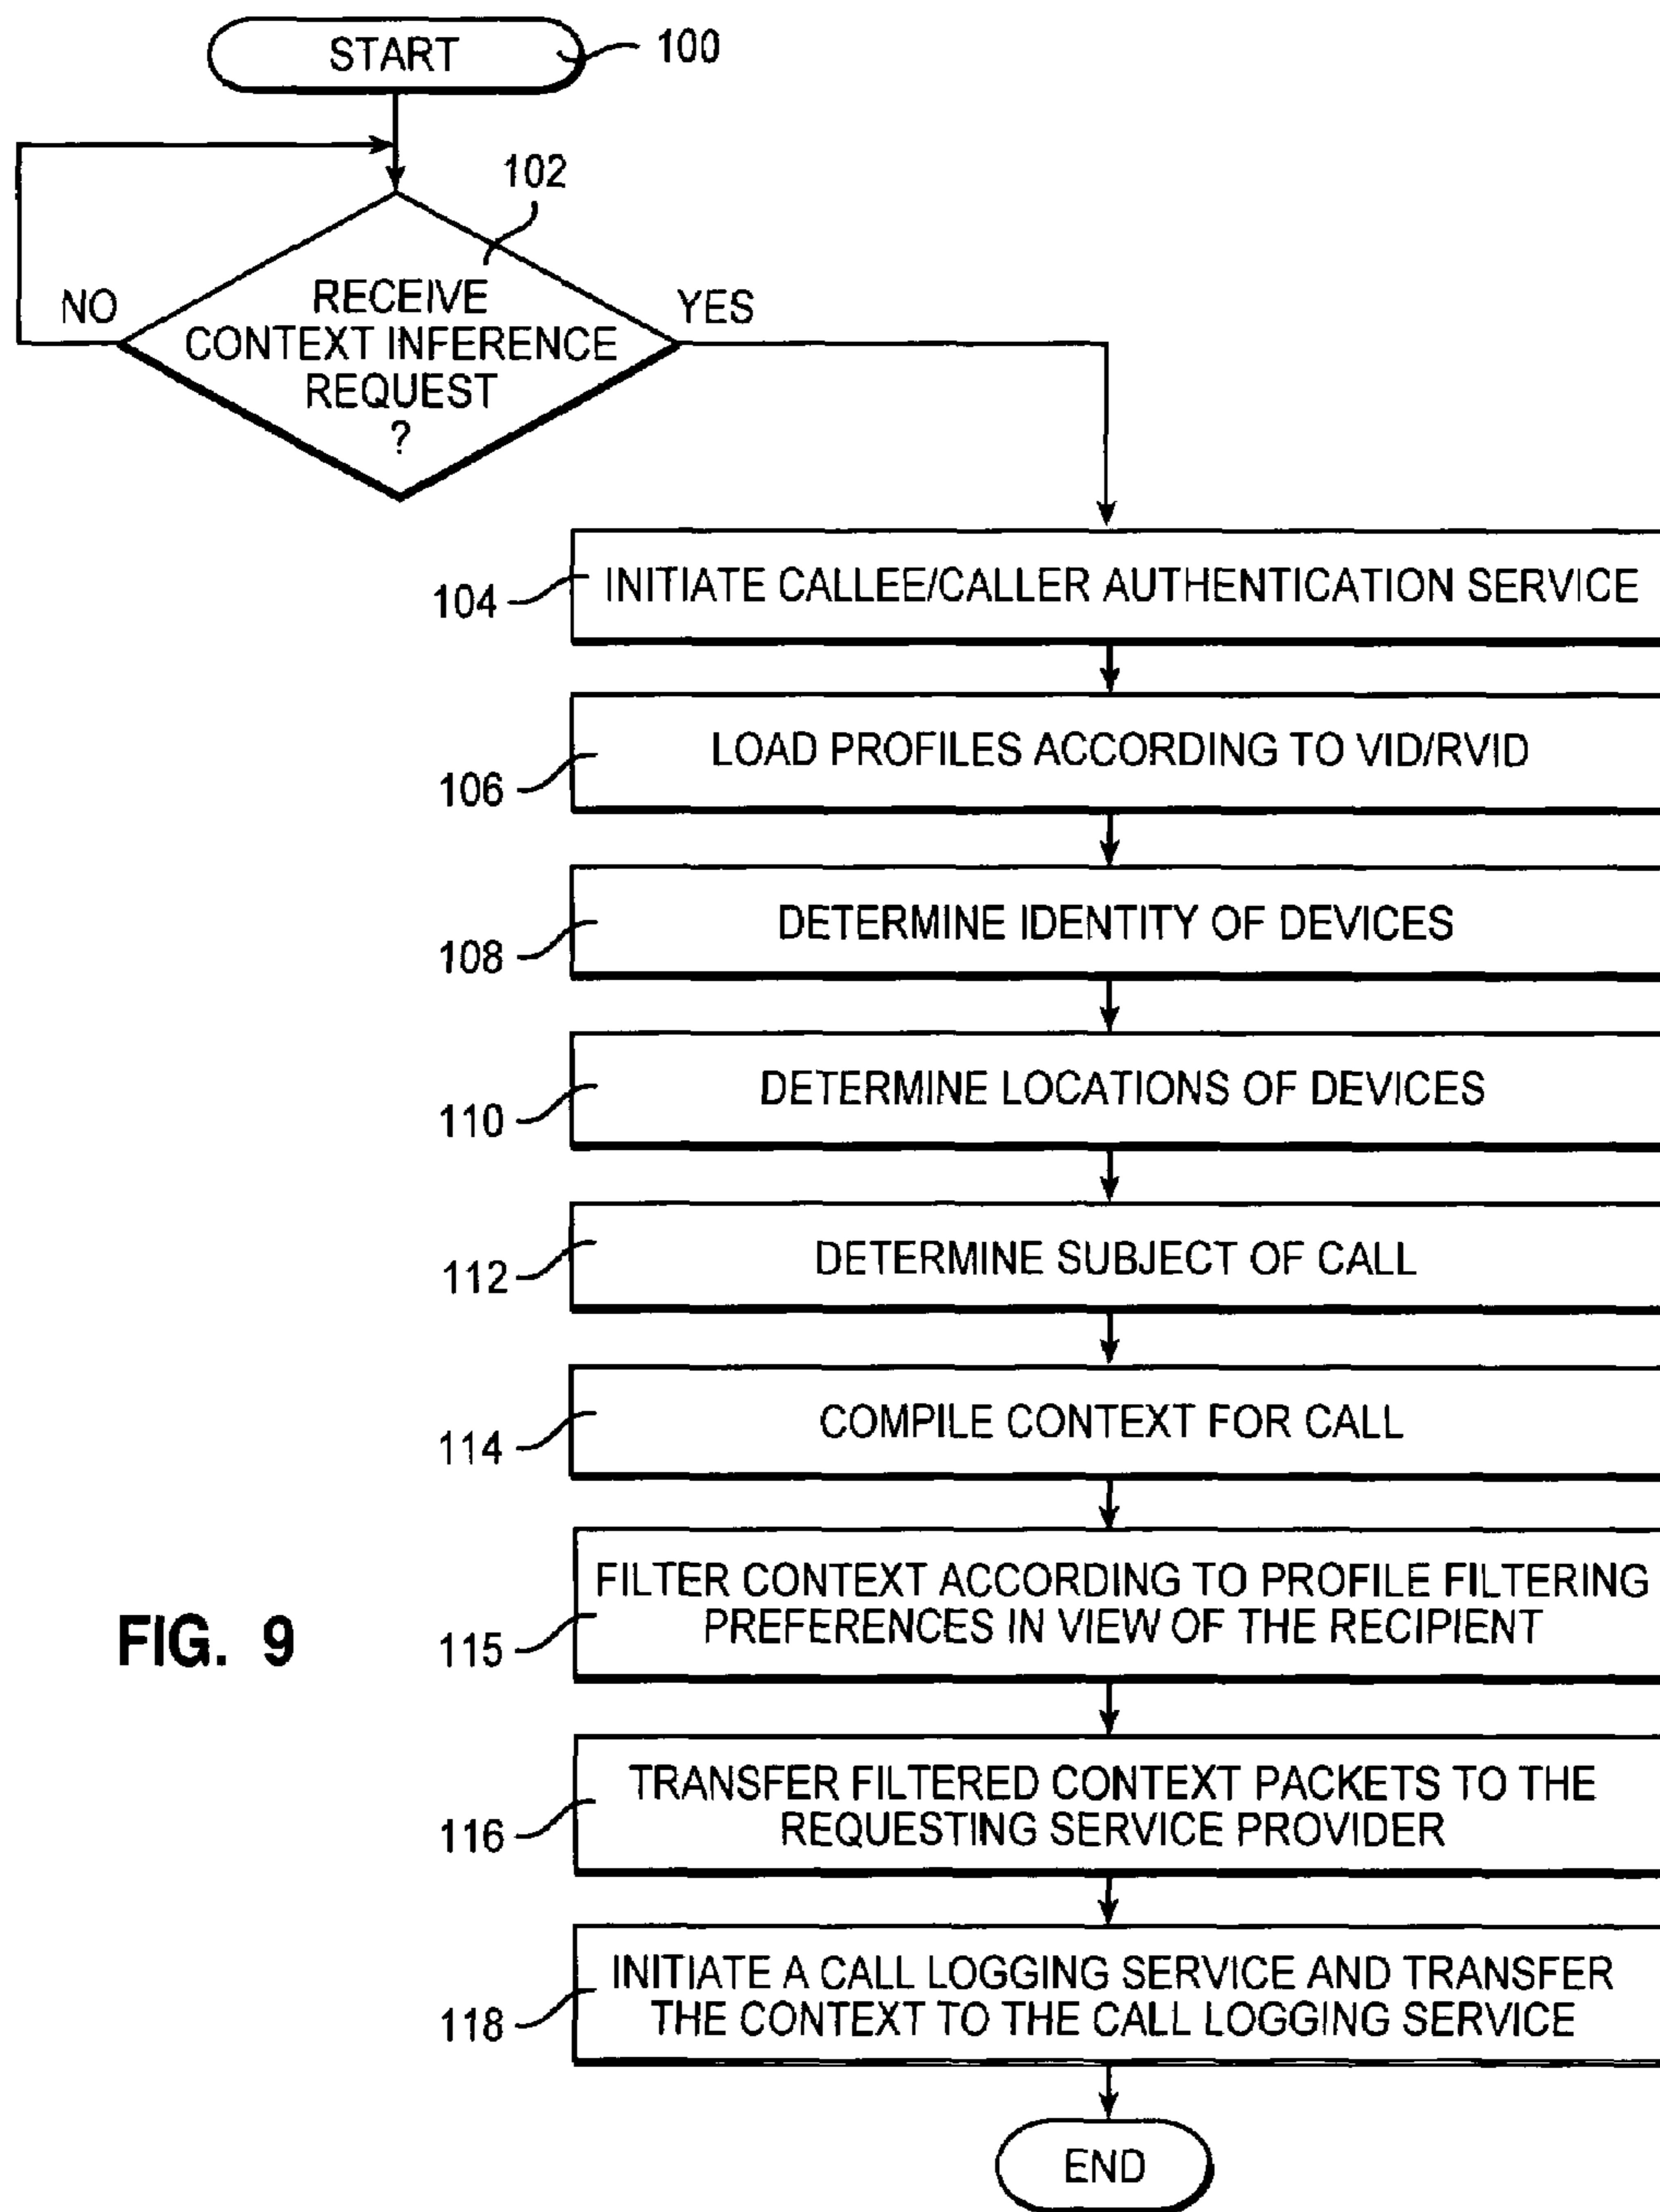 START
100
102
NO
RECEIVE
CONTEXT INFERENCE
REQUEST
?
YES
104
INITIATE CALLEE/CALLER AUTHENTICATION SERVICE
106
LOAD PROFILES ACCORDING TO VID/RVID
108
DETERMINE IDENTITY OF DEVICES
110
DETERMINE LOCATIONS OF DEVICES
112
DETERMINE SUBJECT OF CALL
114
COMPILE CONTEXT FOR CALL
FIG. 9
115
FILTER CONTEXT ACCORDING TO PROFILE FILTERING
PREFERENCES IN VIEW OF THE RECIPIENT
116
TRANSFER FILTERED CONTEXT PACKETS TO THE
REQUESTING SERVICE PROVIDER
118
INITIATE A CALL LOGGING SERVICE AND TRANSFER
THE CONTEXT TO THE CALL LOGGING SERVICE
END